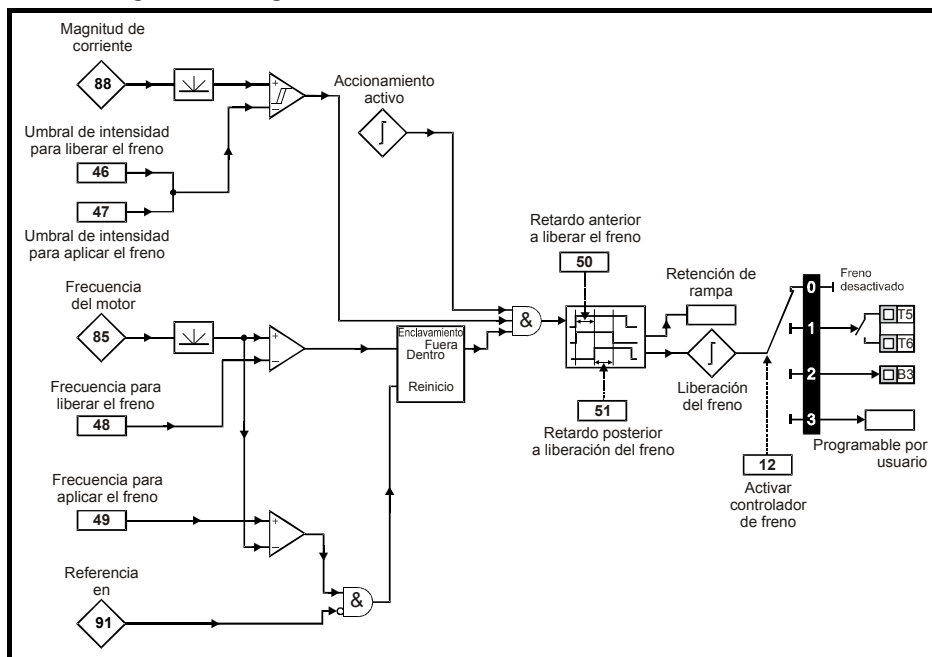 Magnitud de
corriente
88
Umbral de intensidad
para liberar el freno
46
47
Umbral de intensidad
para aplicar el freno
Accionamiento
activo
Frecuencia
del motor
85
Frecuencia para
liberar el freno
48
Frecuencia para
aplicar el freno
49
Referencia
en
91
Enclavamiento
Fuera
Dentro
Reinicio
&
&
Retardo anterior
a liberar el freno
50
51
Retardo posterior
a liberación del freno
Retención de
rampa
Liberación
del freno
0
Freno
desactivado
1
T5
T6
2
B3
3
Programable por
usuario
12
Activar
controlador
de freno